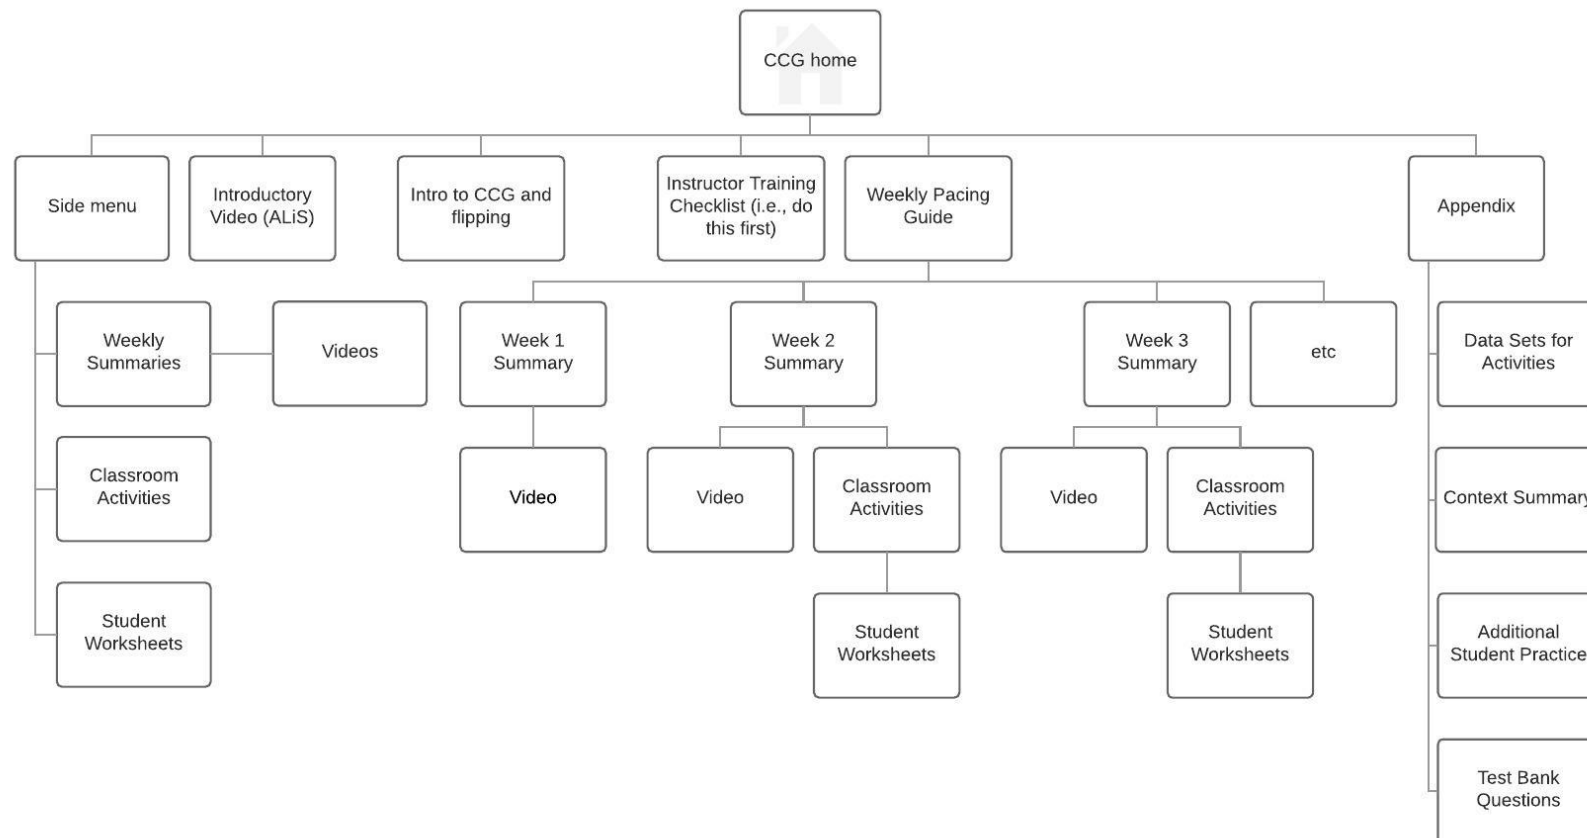 CCG home
Side menu
Introductory
Video (ALiS)
Intro to CCG and
flipping
Instructor Training
Checklist (i.e., do
this first)
Weekly Pacing
Guide
Appendix
Weekly
Summaries
Videos
Week 1
Summary
Week 2
Summary
Week 3
Summary
etc
Data Sets for
Activities
Classroom
Activities
Video
Video
Classroom
Activities
Video
Classroom
Activities
Context Summary
Student
Worksheets
Student
Worksheets
Student
Worksheets
Additional
Student Practice
Test Bank
Questions